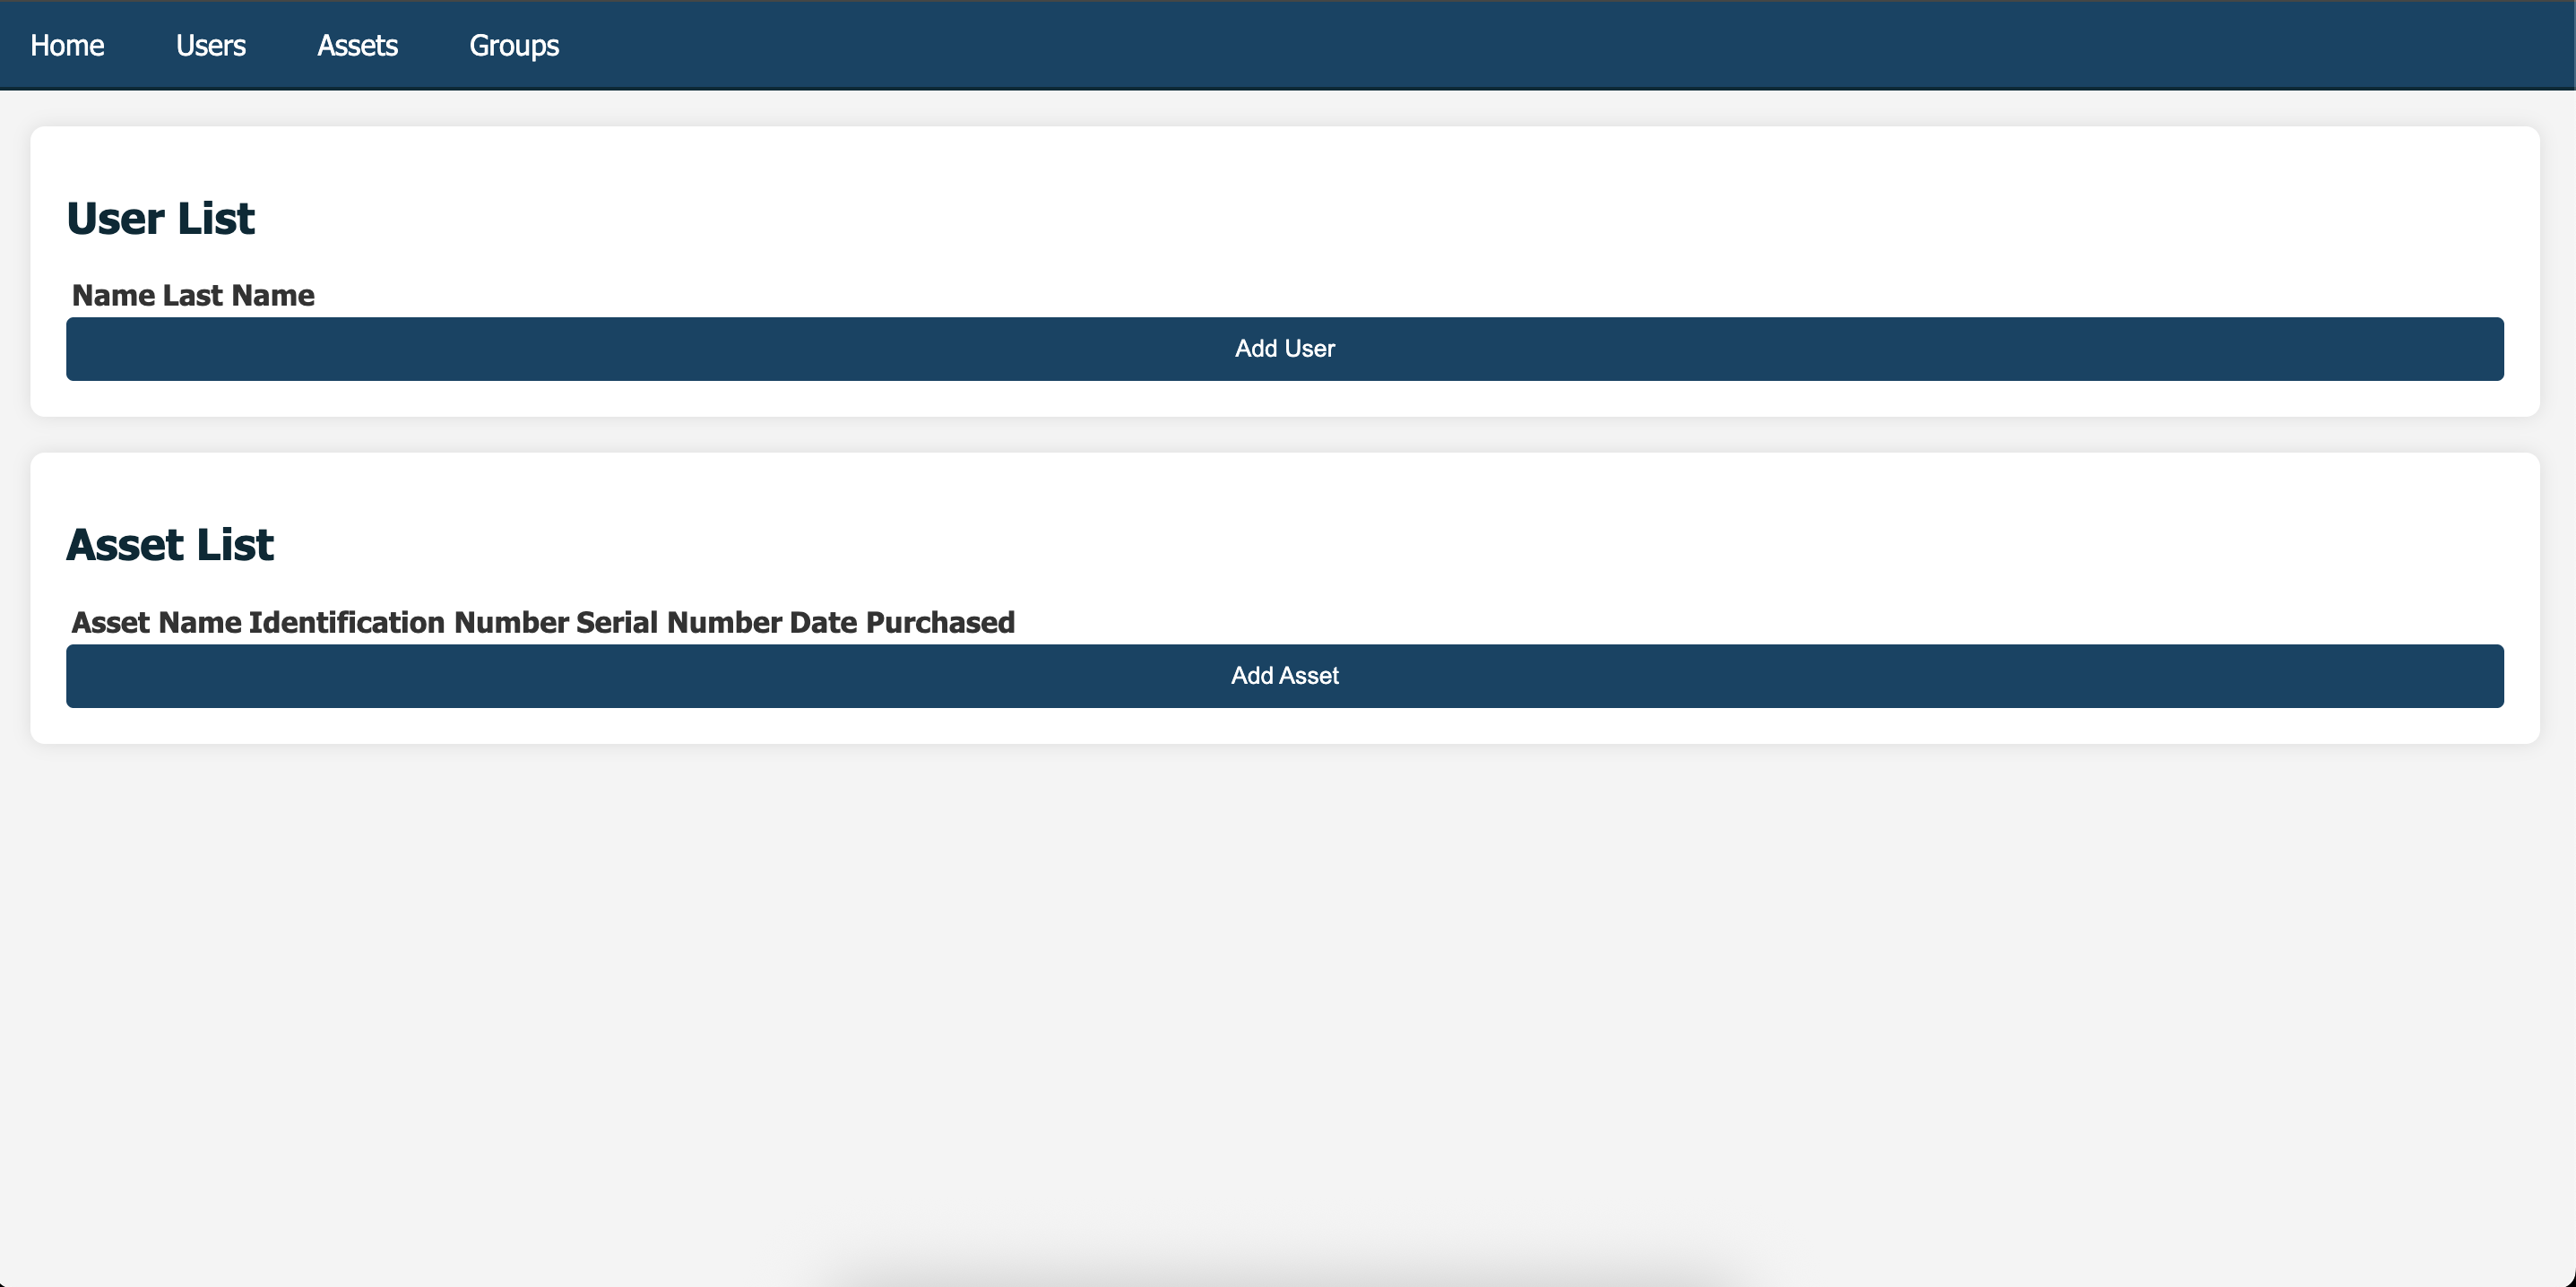 Home Users Assets Groups
User List
Name Last Name
Add User
Asset List
Asset Name Identification Number Serial Number Date Purchased
Add Asset